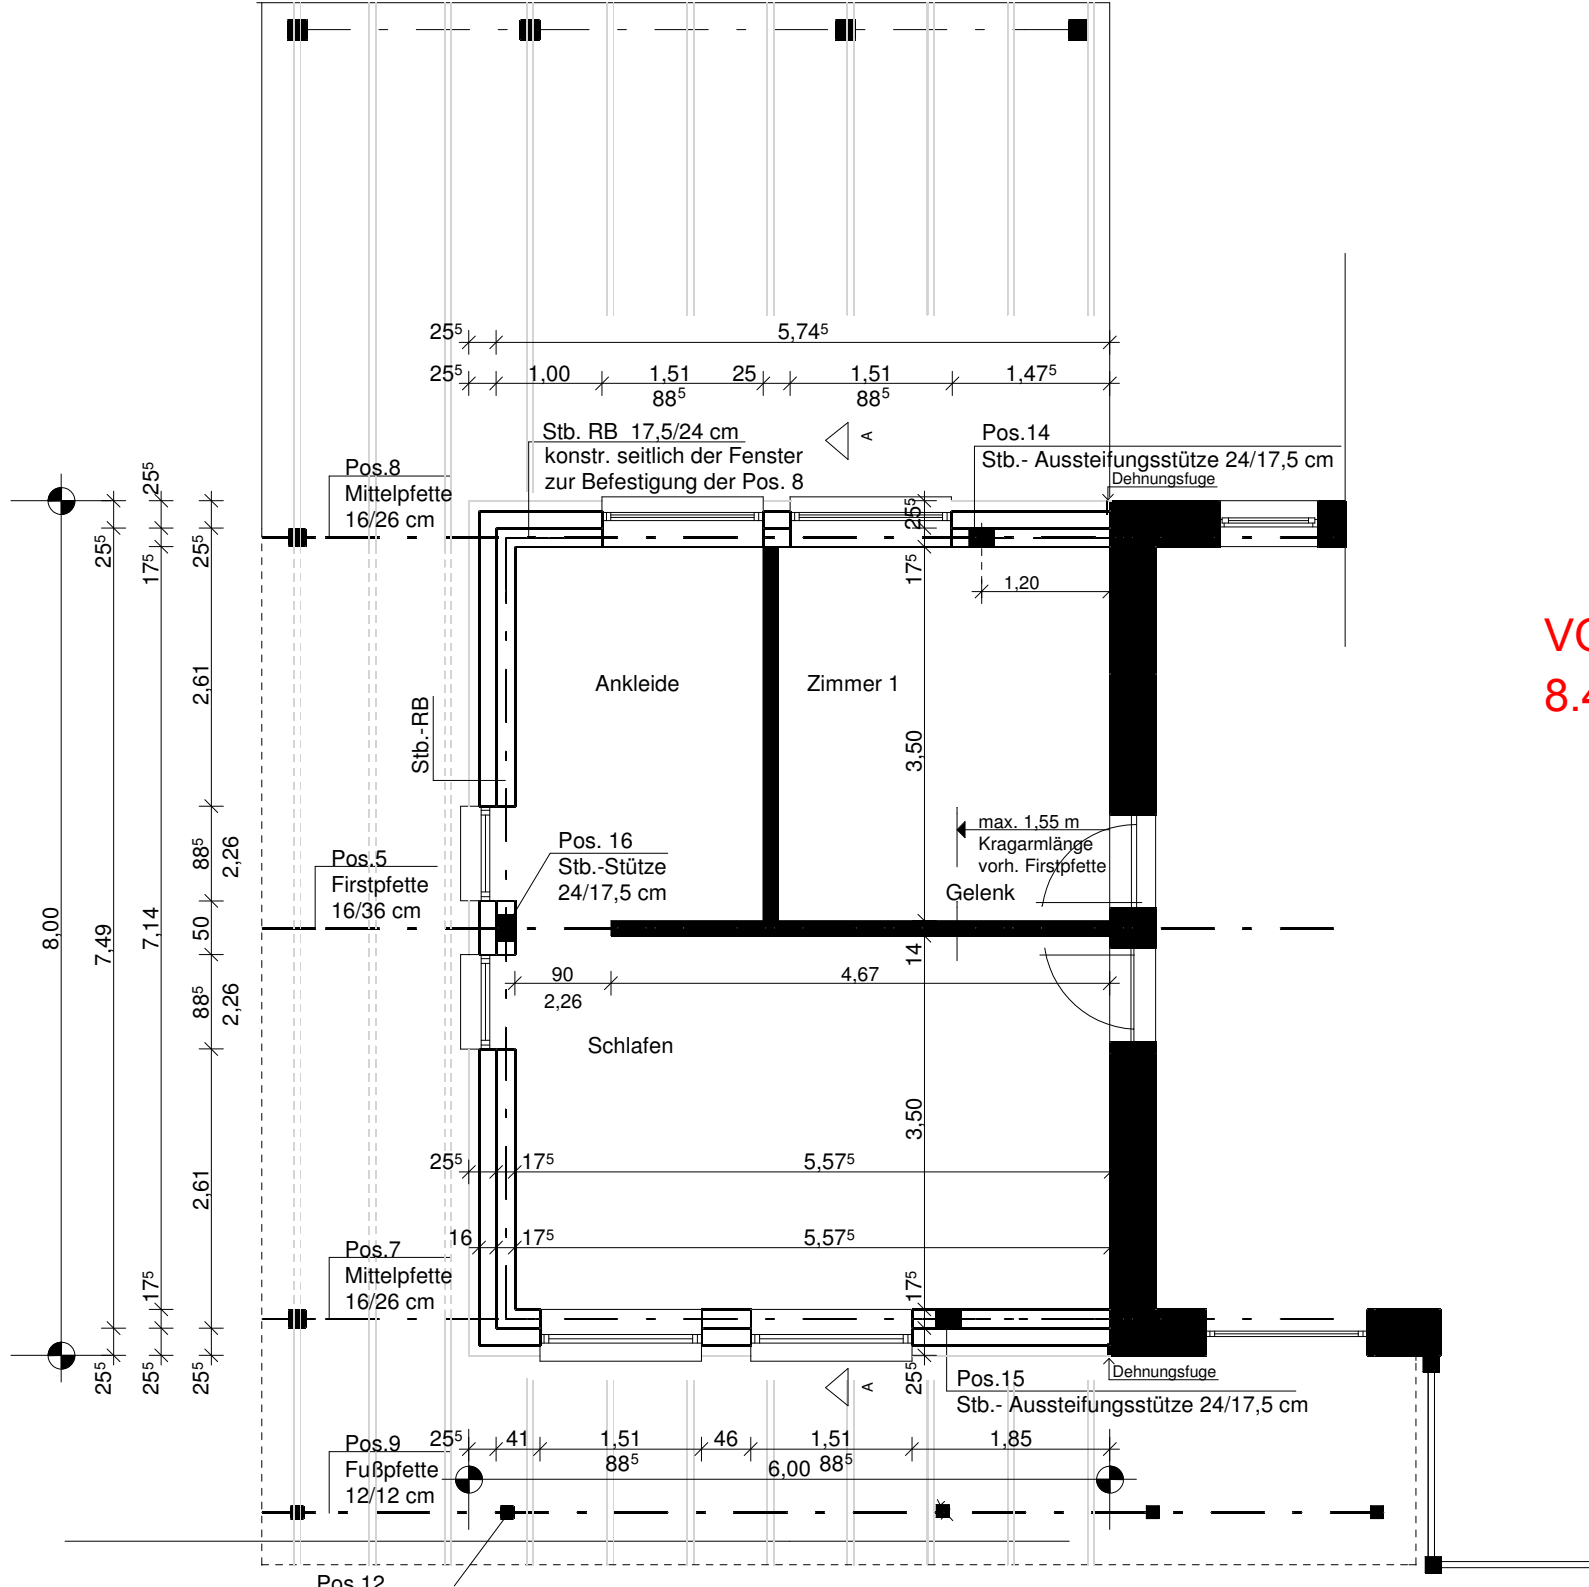 25⁵ 5,74⁵
25⁵ 1,00 1,51 25 1,51 1,47⁵
88⁵ 88⁵
Stb. RB 17,5/24 cm
konstr. seitlich der Fenster
zur Befestigung der Pos. 8
A
Pos.14
Stb.- Aussteifungsstütze 24/17,5 cm
Dehnungsfuge
Pos.8
Mittelpfette
16/26 cm
25⁵
25⁵
17⁵
25⁵
25⁵
17⁵
1,20
2,61
Ankleide
Zimmer 1
Stb.-RB
3,50
8.4
max. 1,55 m
Kragarmlänge
vorh. Firstpfette
Gelenk
Pos. 16
Stb.-Stütze
24/17,5 cm
Pos.5
Firstpfette
16/36 cm
88⁵
2,26
50
88⁵
2,26
8,00
7,49
7,14
14
90 4,67
2,26
Schlafen
3,50
2,61
25⁵ 17⁵ 5,57⁵
16 17⁵ 5,57⁵
Pos.7
Mittelpfette
16/26 cm
17⁵
17⁵
25⁵
25⁵
25⁵
25⁵
A
Dehnungsfuge
Pos.15
Stb.- Aussteifungsstütze 24/17,5 cm
Pos.9
Fußpfette
12/12 cm
25⁵ 41 1,51 46 1,51 1,85
88⁵ 88⁵
6,00
Pos.12